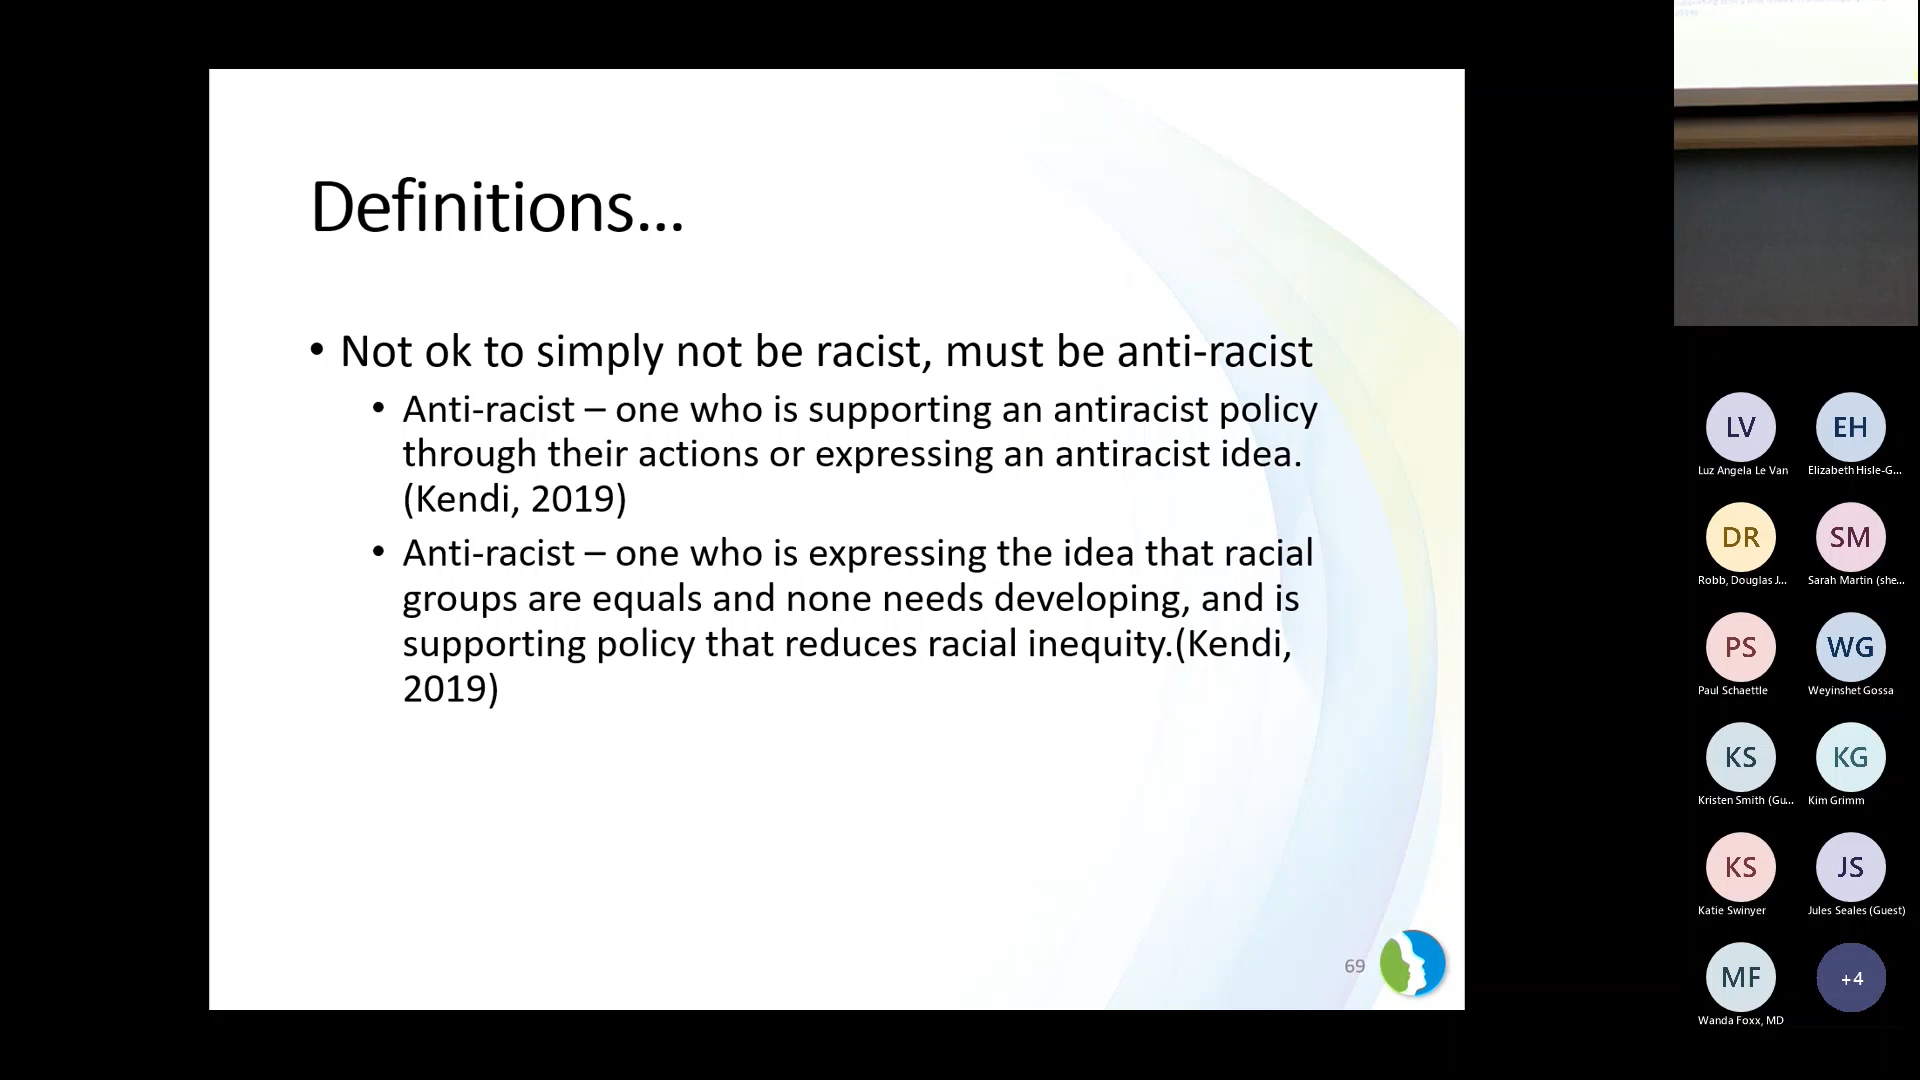 Definitions...
• Not ok to simply not be racist, must be anti-racist
• Anti-racist – one who is supporting an antiracist policy
through their actions or expressing an antiracist idea.
(Kendi, 2019)
• Anti-racist – one who is expressing the idea that racial
groups are equals and none needs developing, and is
supporting policy that reduces racial inequity.(Kendi,
2019)
69
LV
Luz Angela Le Van
EH
Elizabeth Hisle-G...
DR
Robb, Douglas J...
SM
Sarah Martin (she...
PS
Paul Schaettle
WG
Weyinshet Gossa
KS
Kristen Smith (Gu...
KG
Kim Grimm
KS
Katie Swinyer
JS
Jules Seales (Guest)
MF
Wanda Foxx, MD
+4